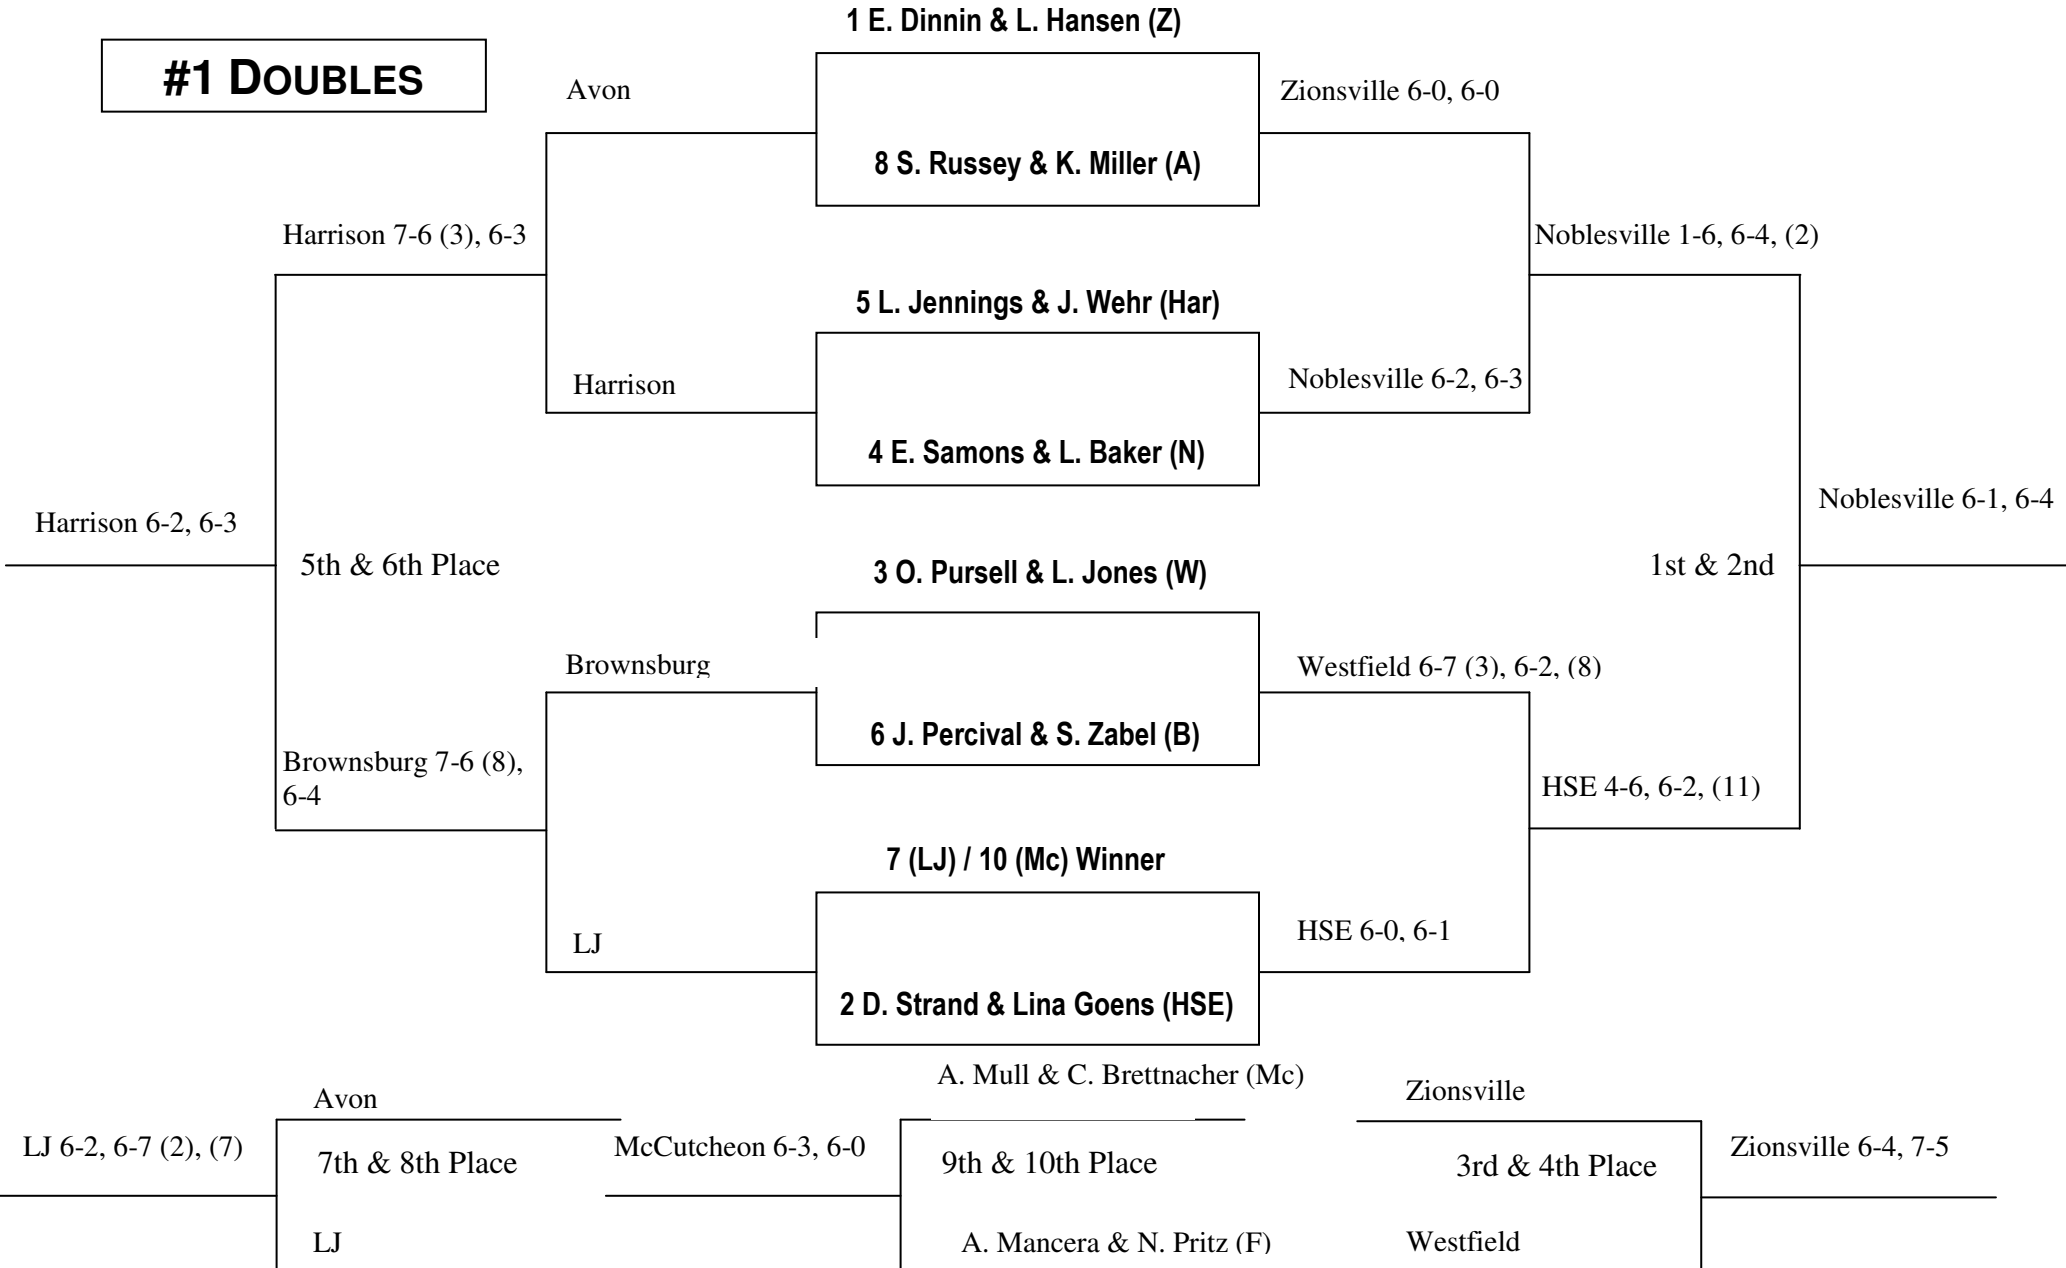 1 E. Dinnin & L. Hansen (Z)
#1 DOUBLES
Avon
Zionsville 6-0, 6-0
8 S. Russey & K. Miller (A)
Harrison 7-6 (3), 6-3
Noblesville 1-6, 6-4, (2)
5 L. Jennings & J. Wehr (Har)
Harrison
Noblesville 6-2, 6-3
4 E. Samons & L. Baker (N)
Harrison 6-2, 6-3
Noblesville 6-1, 6-4
5th & 6th Place
3 O. Pursell & L. Jones (W)
1st & 2nd
Brownsburg
Westfield 6-7 (3), 6-2, (8)
6 J. Percival & S. Zabel (B)
Brownsburg 7-6 (8),
6-4
HSE 4-6, 6-2, (11)
7 (LJ) / 10 (Mc) Winner
LJ
HSE 6-0, 6-1
2 D. Strand & Lina Goens (HSE)
A. Mull & C. Brettnacher (Mc)
Avon
Zionsville
LJ 6-2, 6-7 (2), (7)
7th & 8th Place
McCutcheon 6-3, 6-0
9th & 10th Place
3rd & 4th Place
Zionsville 6-4, 7-5
LJ
A. Mancera & N. Pritz (F)
Westfield